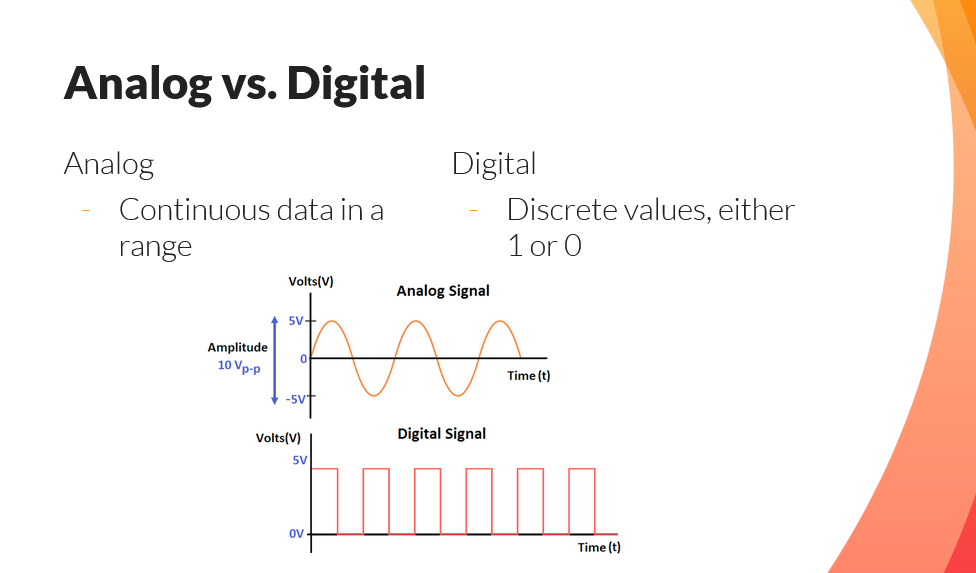 Analog vs. Digital
Analog
- Continuous data in a
range
Digital
- Discrete values, either
1 or 0
Volts(V)
Analog Signal
5V
Amplitude
10 Vp-p
0
-5V
Time (t)
Volts(V)
Digital Signal
5V
0V
Time (t)